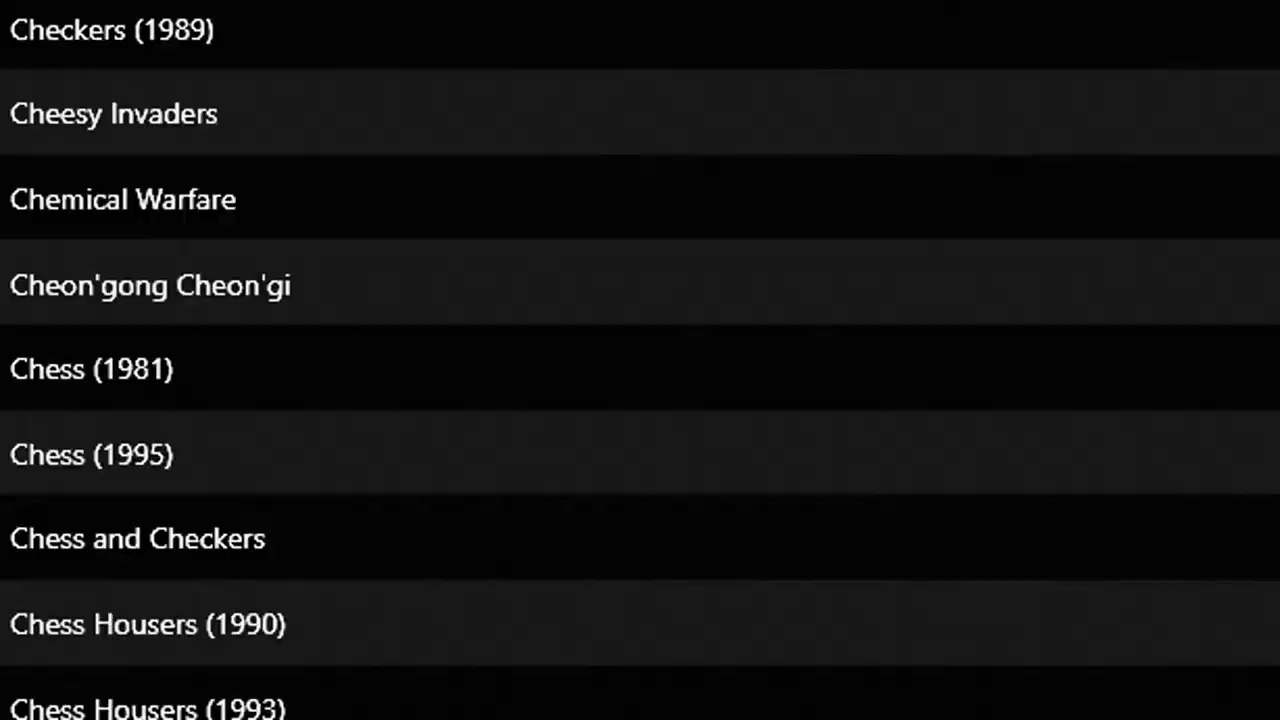 Checkers (1989)
Cheesy Invaders
Chemical Warfare
Cheon'gong Cheon'gi
Chess (1981)
Chess (1995)
Chess and Checkers
Chess Housers (1990)
Chess Housers (1993)